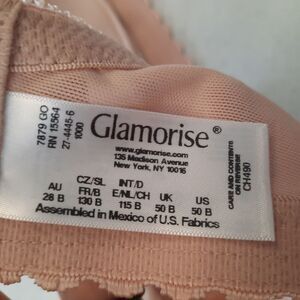 7879 GO
RN 15564
27-4445-6
1000
Glamorise®
www.glamorise.com
135 Madison Avenue
New York, NY 10016
CARE AND CONTENTS
ON REVERSE
CH490
CZ/SL INT/D
AU FR/B E/NL/CH UK US
28 B 130 B 115 B 50 B 50 B
Assembled in Mexico of U.S. Fabrics